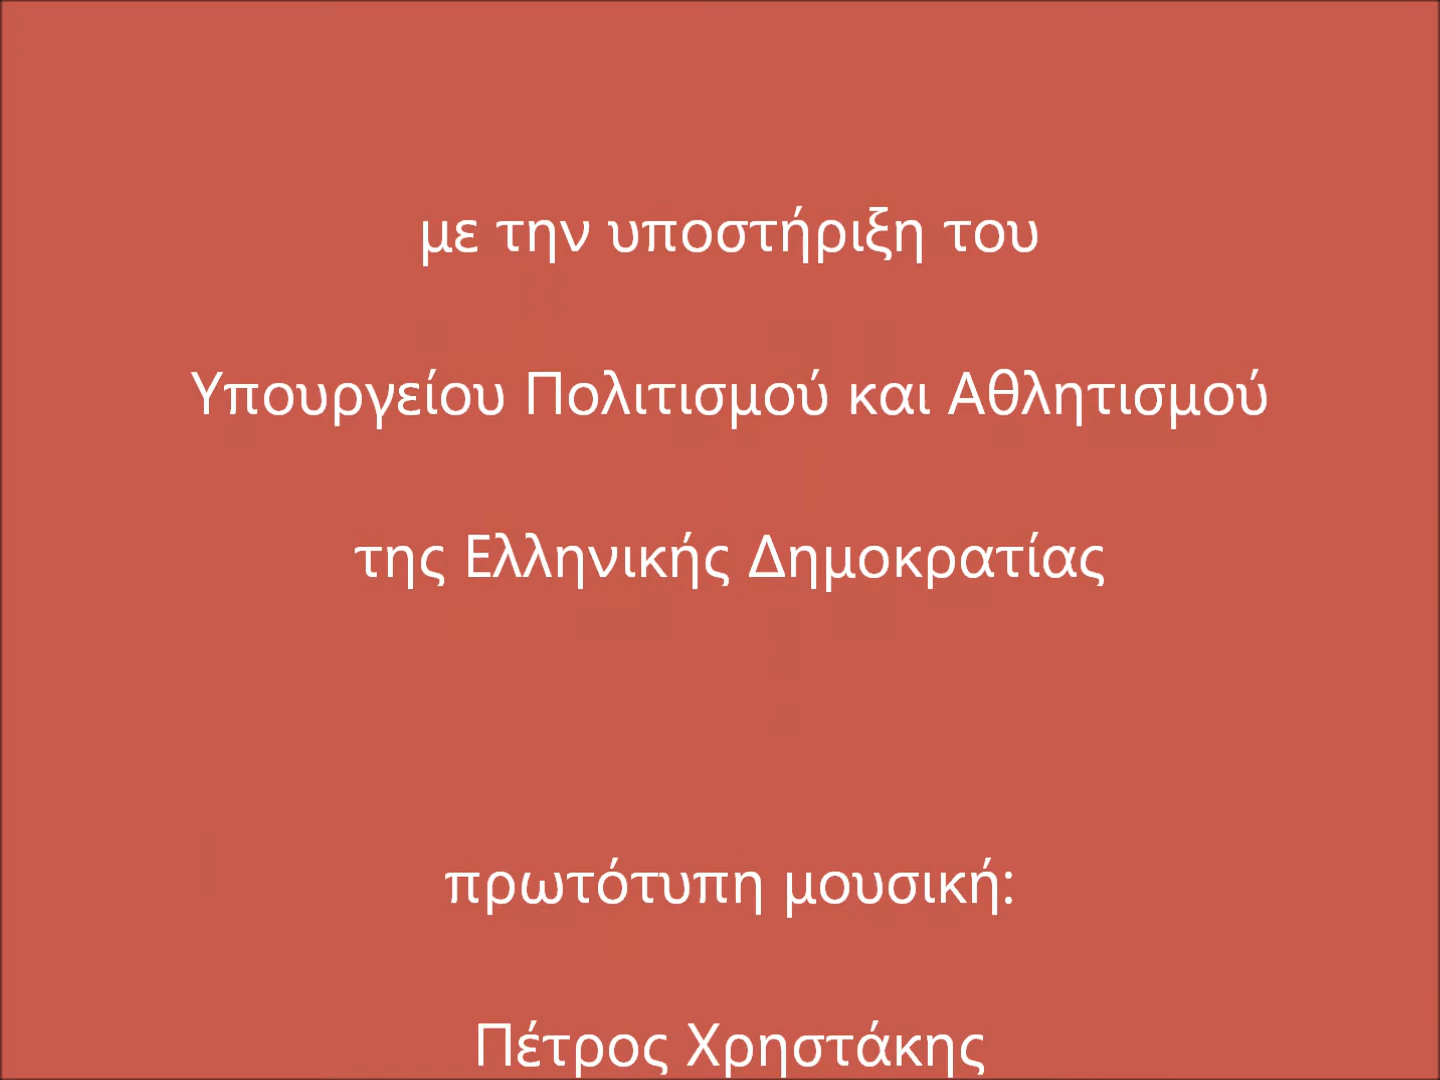 με την υποστήριξη του
Υπουργείου Πολιτισμού και Αθλητισμού
της Ελληνικής Δημοκρατίας
πρωτότυπη μουσική:
Πέτρος Χρηστάκης